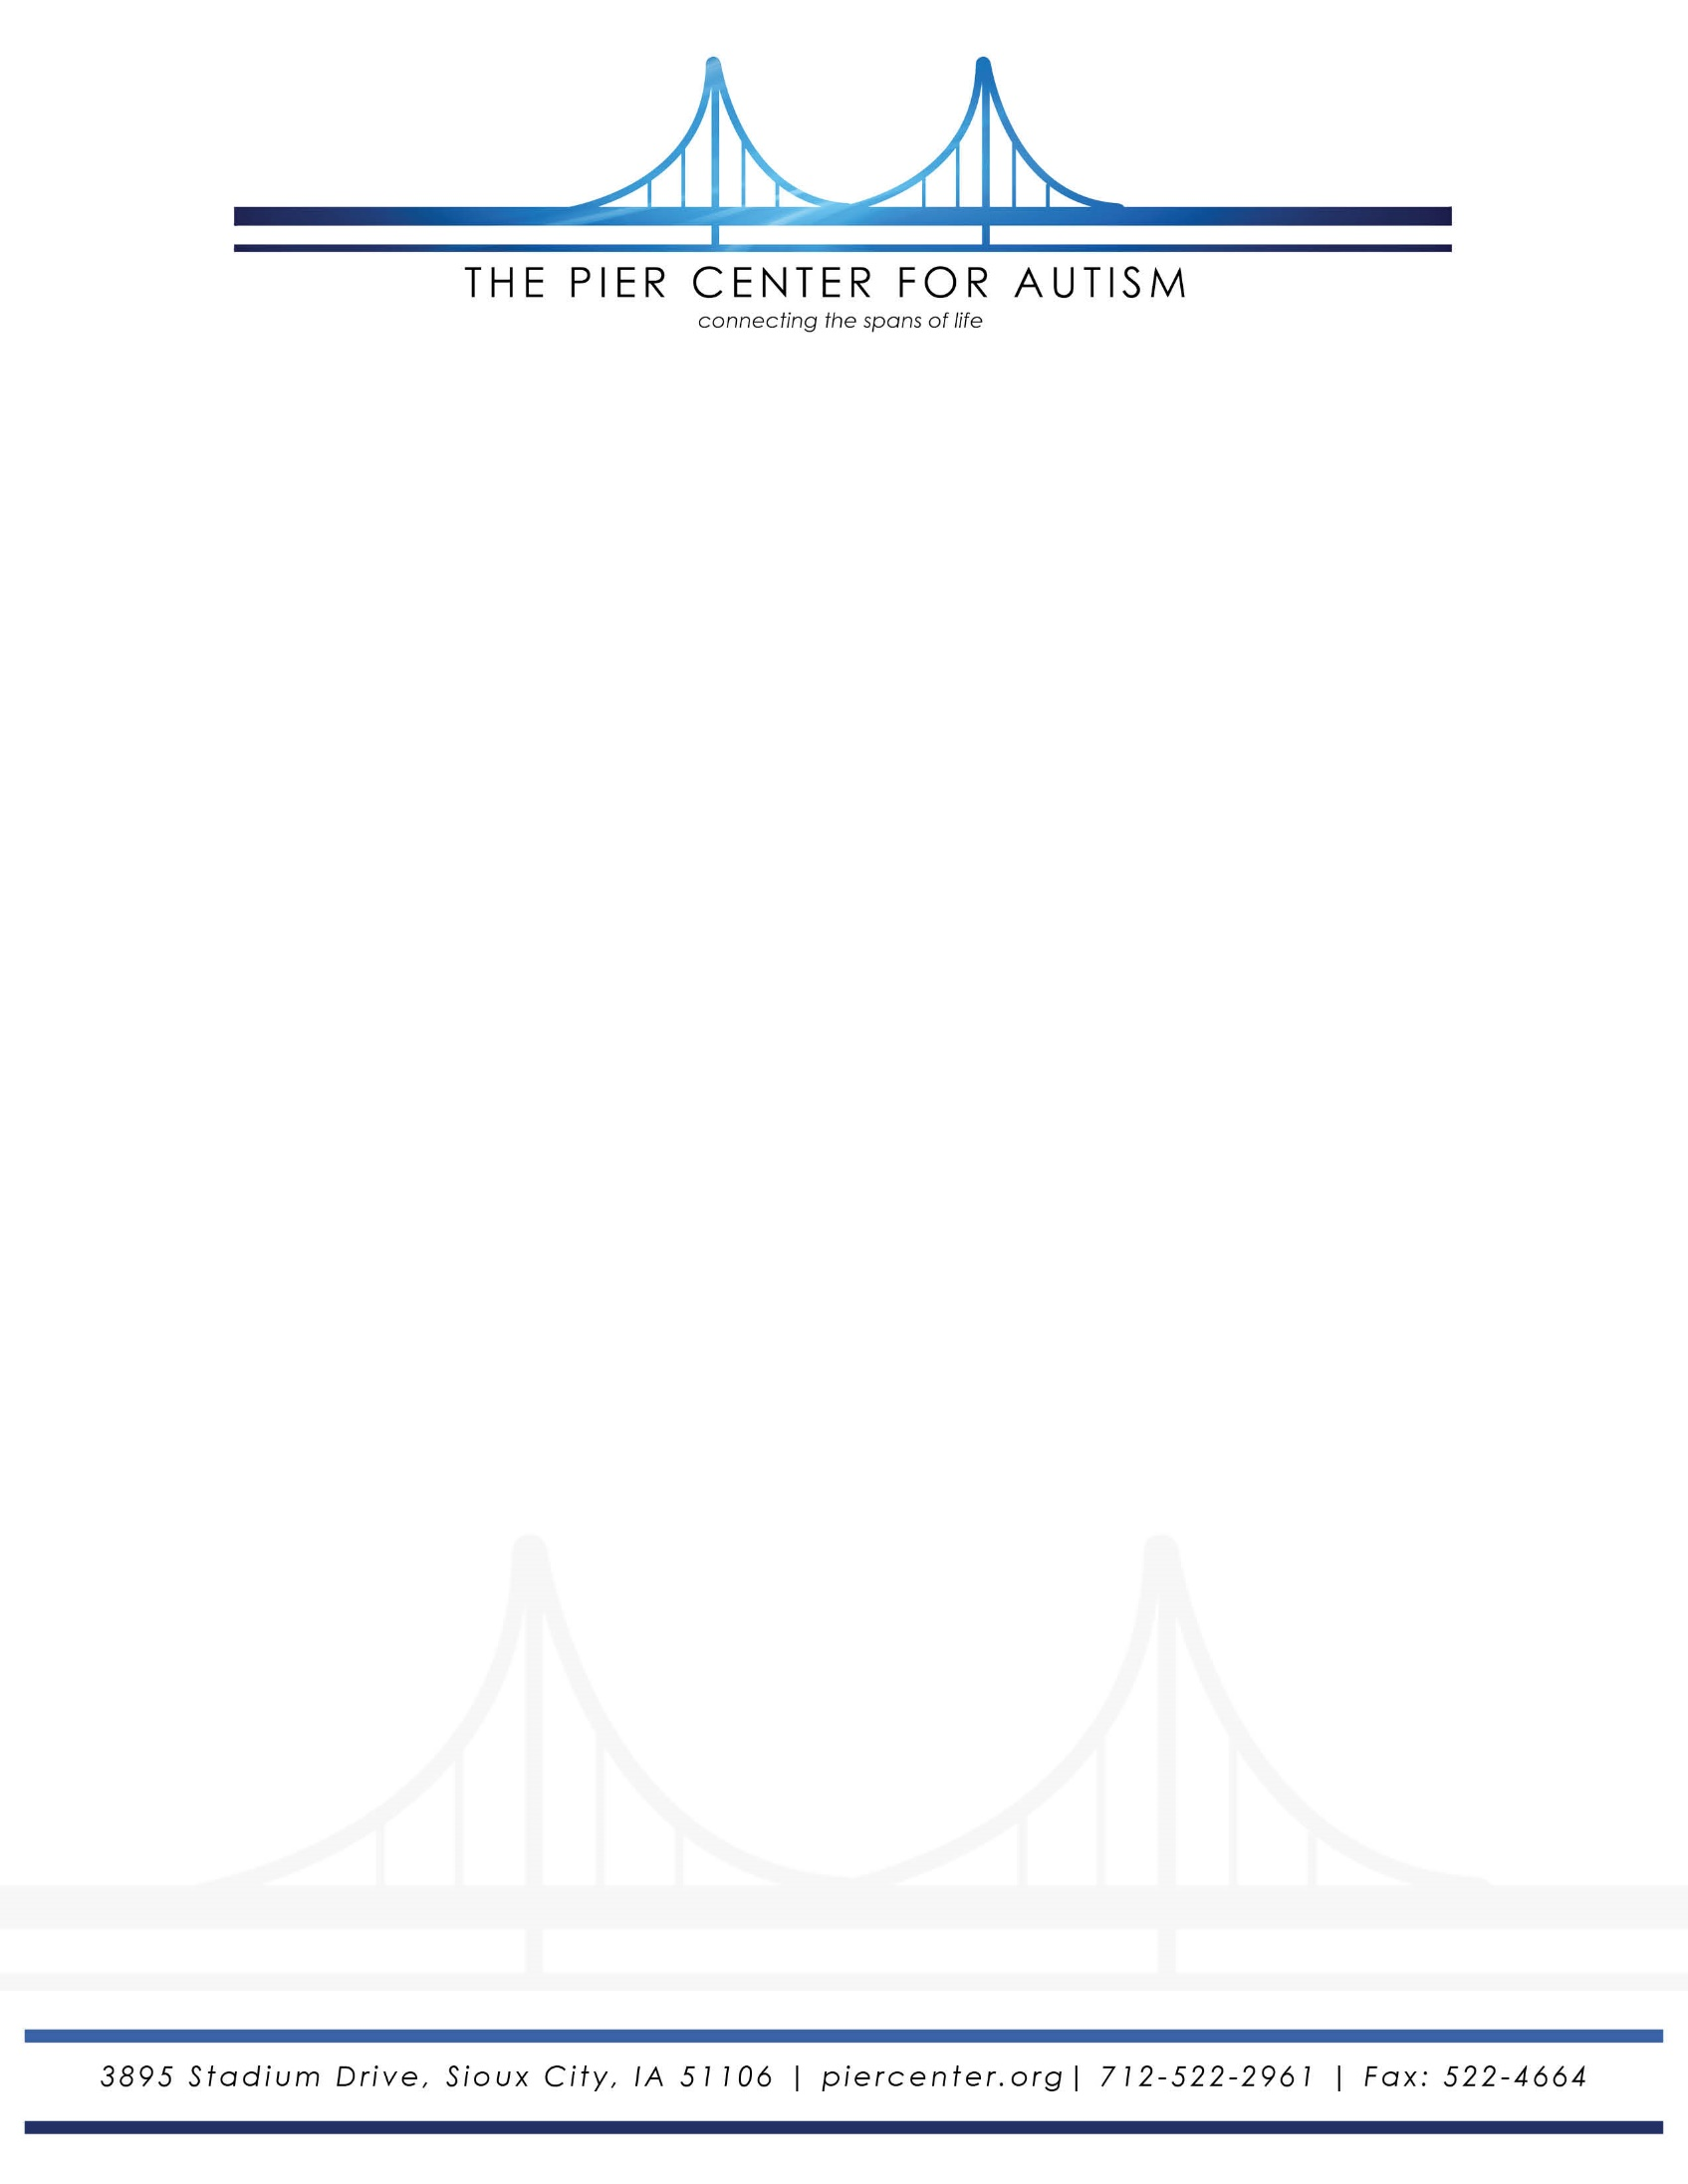 THE PIER CENTER FOR AUTISM
connecting the spans of life
3895 Stadium Drive, Sioux City, IA 51106 | piercenter.org| 712-522-2961 | Fax: 522-4664